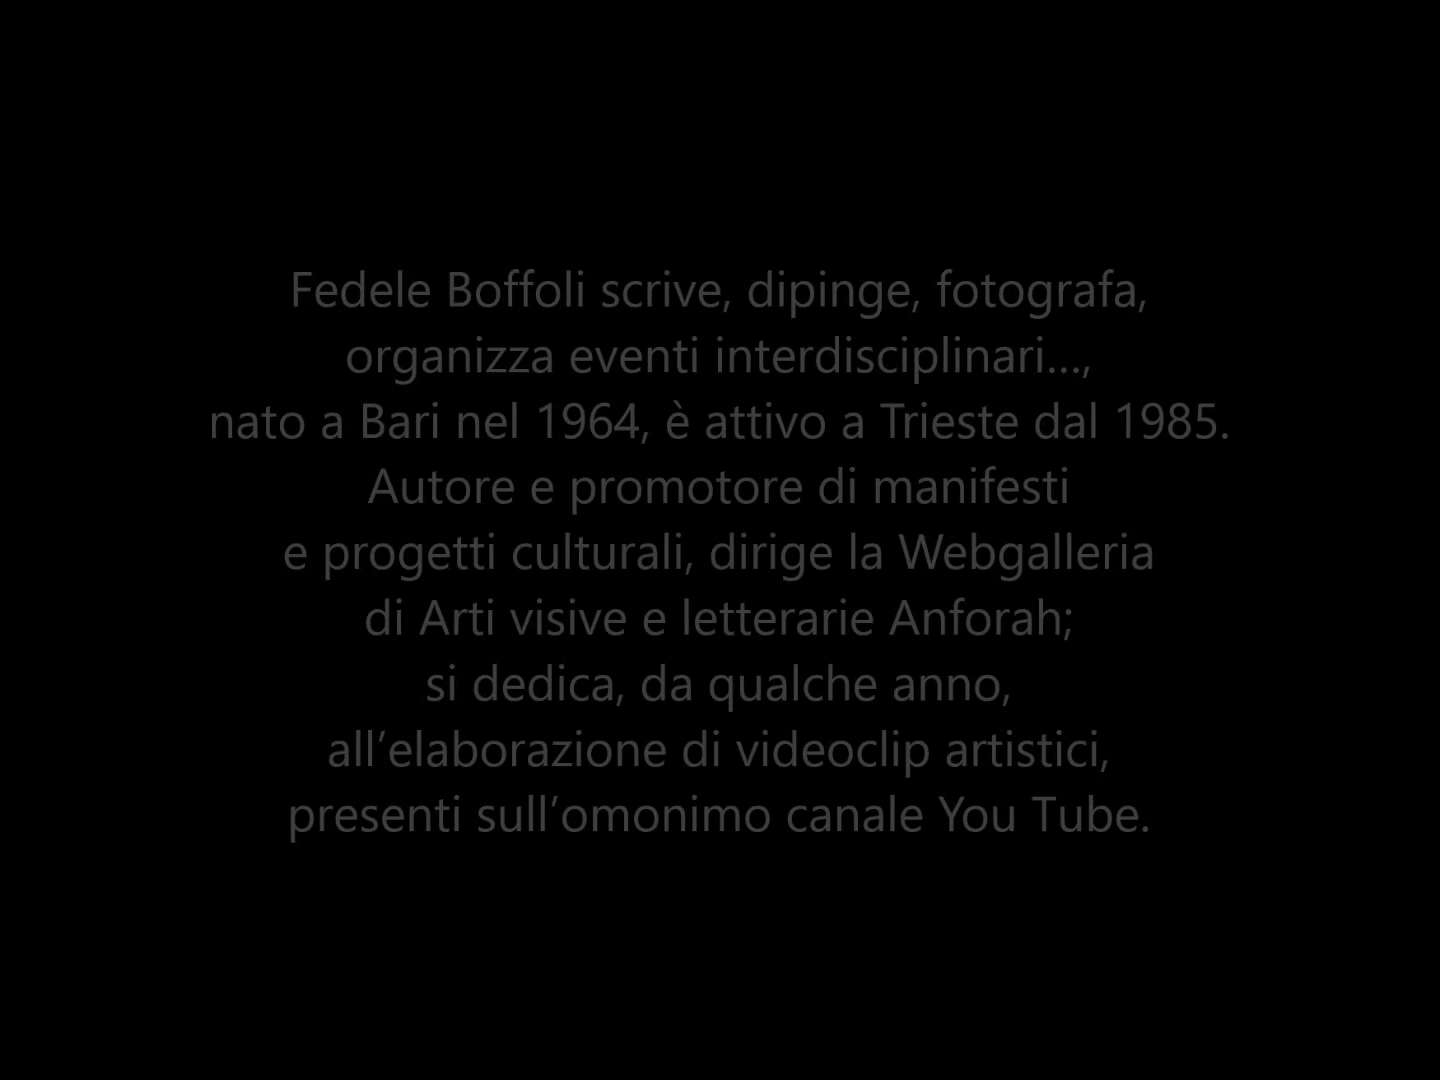 Fedele Boffoli scrive, dipinge, fotografa,
organizza eventi interdisciplinari…,
nato a Bari nel 1964, è attivo a Trieste dal 1985.
Autore e promotore di manifesti
e progetti culturali, dirige la Webgalleria
di Arti visive e letterarie Anforah;
si dedica, da qualche anno,
all’elaborazione di videoclip artistici,
presenti sull’omonimo canale You Tube.